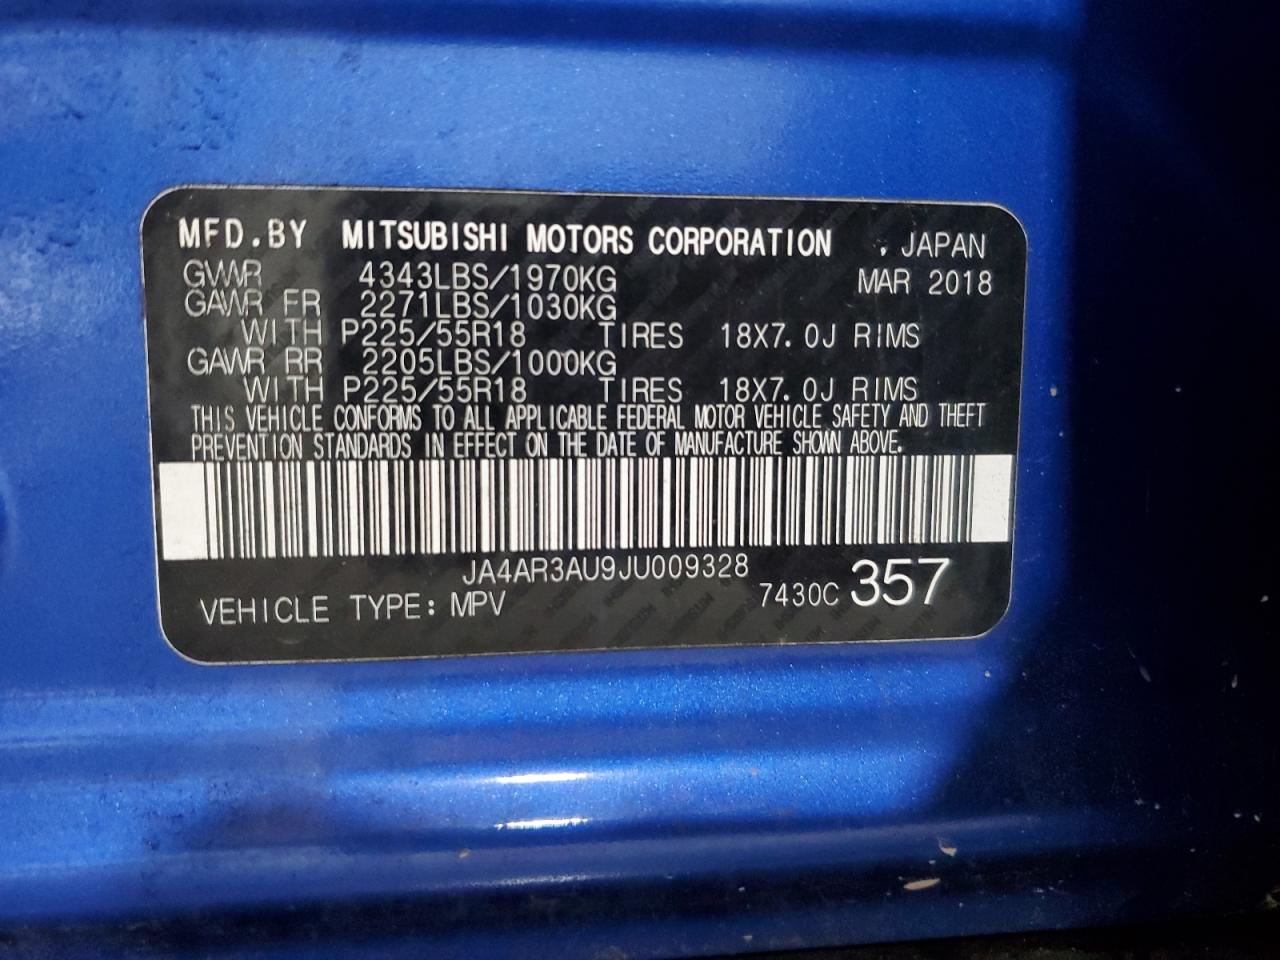 MFD.BY MITSUBISHI MOTORS CORPORATION , JAPAN
GVWR 4343LBS/1970KG MAR 2018
GAWR FR 2271LBS/1030KG
WITH P225/55R18 TIRES 18X7.0J RIMS
GAWR RR 2205LBS/1000KG
WITH P225/55R18 TIRES 18X7.0J RIMS
THIS VEHICLE CONFORMS TO ALL APPLICABLE FEDERAL MOTOR VEHICLE SAFETY AND THEFT
PREVENTION STANDARDS IN EFFECT ON THE DATE OF MANUFACTURE SHOWN ABOVE.
JA4AR3AU9JU009328
VEHICLE TYPE: MPV 7430C 357